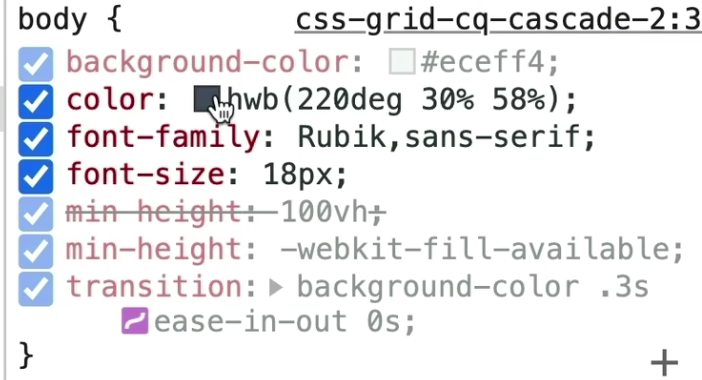 body { css-grid-cq-cascade-2:3
background-color: #eceff4;
color: hwb(220deg 30% 58%);
font-family: Rubik,sans-serif;
font-size: 18px;
min-height: 100vh;
min-height: -webkit-fill-available;
transition: background-color .3s
ease-in-out 0s;
}